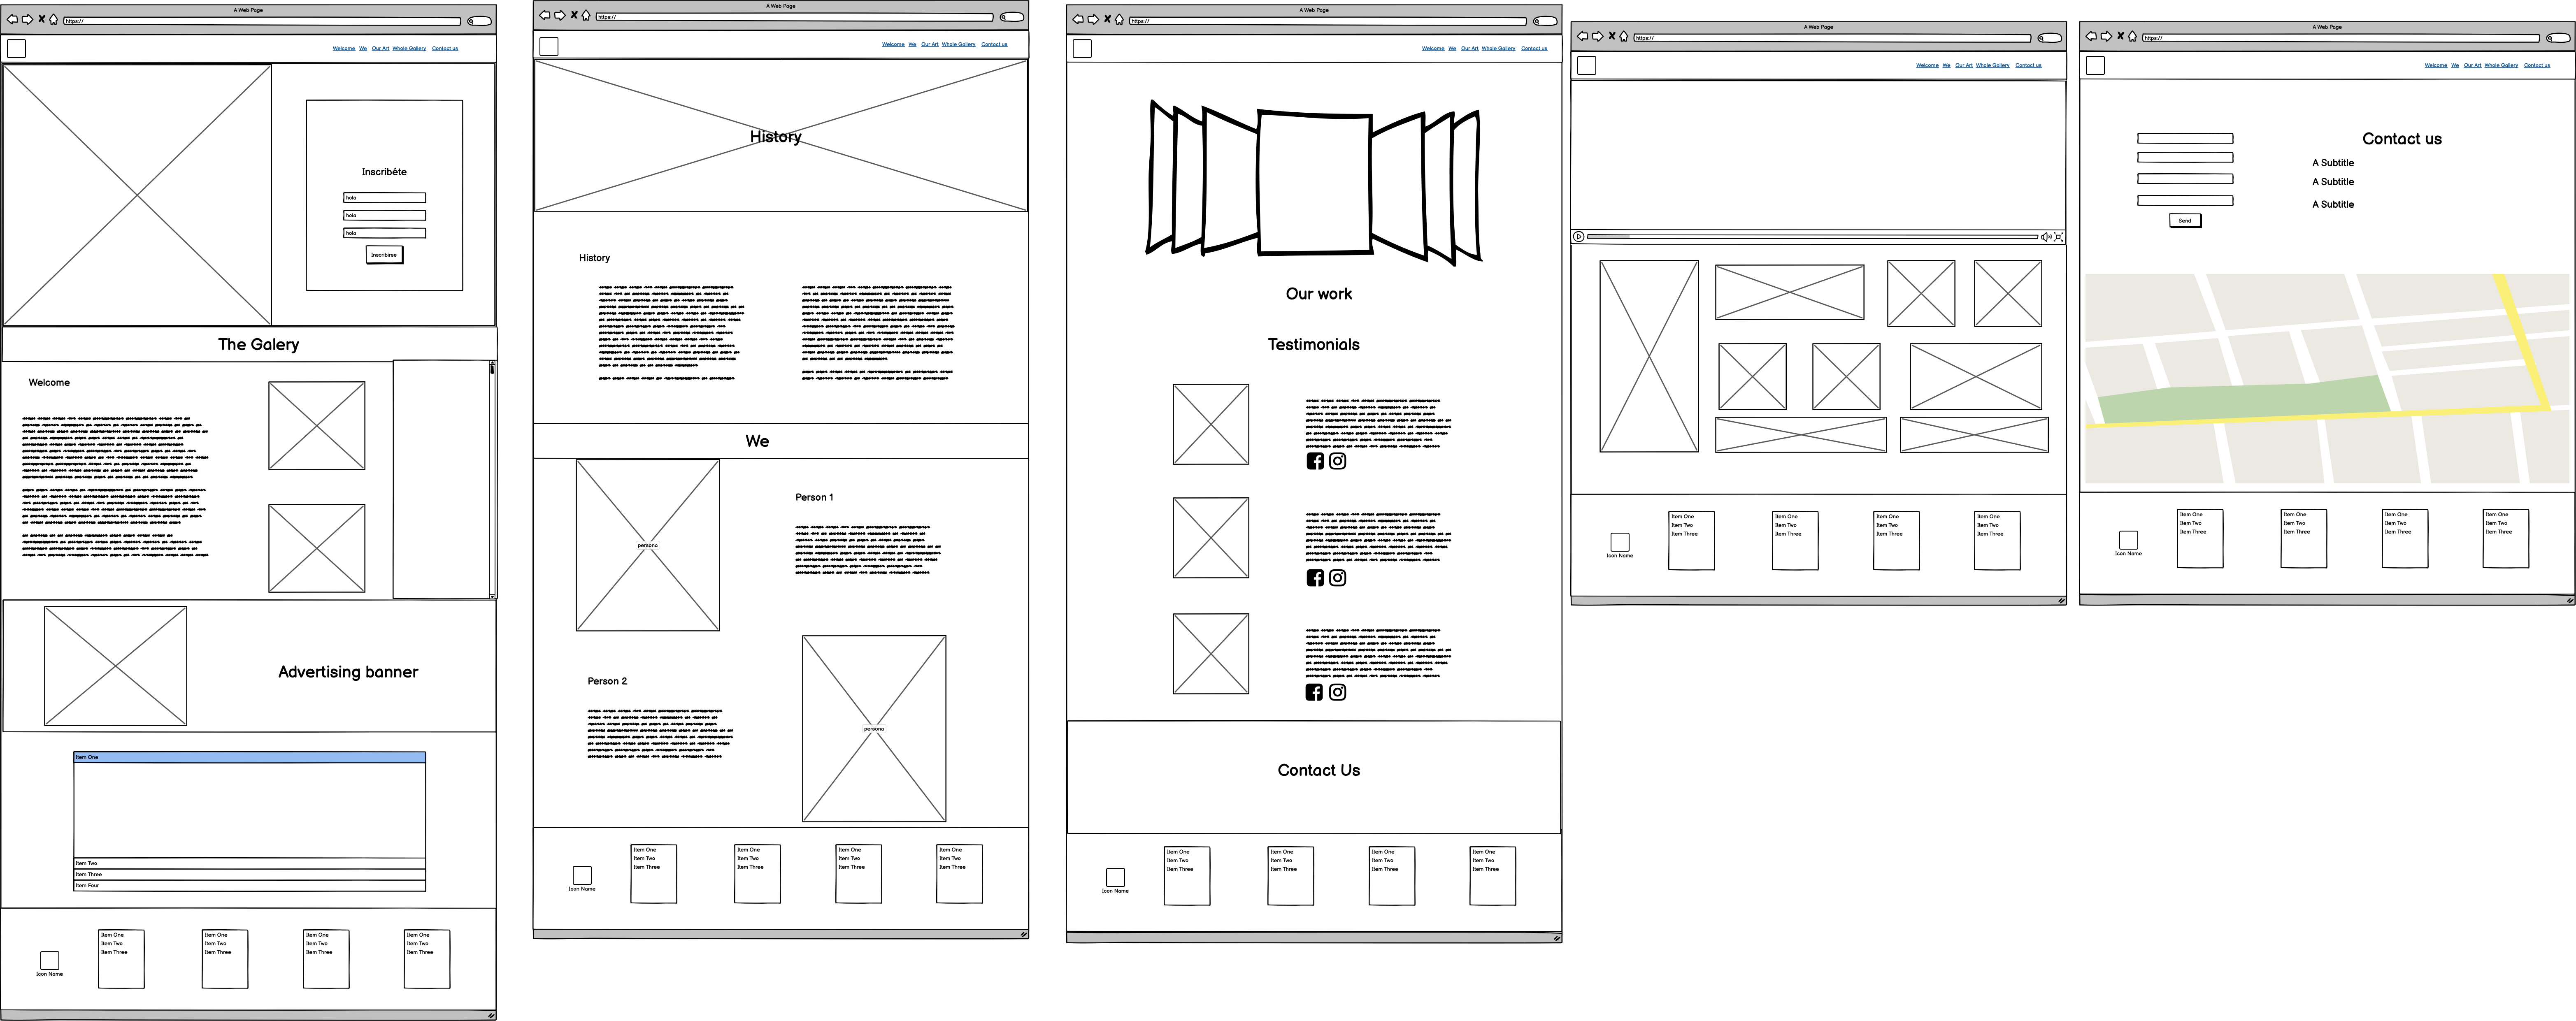 A Web Page
https://
Welcome We Our Art Whole Gallery Contact us
Inscribéte
hola
hola
hola
Inscribirse
The Galery
Welcome
Advertising banner
Item One
Item Two
Item Three
Item Four
Icon Name
Item One
Item Two
Item Three
Item One
Item Two
Item Three
Item One
Item Two
Item Three
Item One
Item Two
Item Three
A Web Page
https://
Welcome We Our Art Whole Gallery Contact us
History
History
We
persona
Person 1
Person 2
persona
Icon Name
Item One
Item Two
Item Three
Item One
Item Two
Item Three
Item One
Item Two
Item Three
Item One
Item Two
Item Three
A Web Page
https://
Welcome We Our Art Whole Gallery Contact us
Our work
Testimonials
Contact Us
Icon Name
Item One
Item Two
Item Three
Item One
Item Two
Item Three
Item One
Item Two
Item Three
Item One
Item Two
Item Three
A Web Page
https://
Welcome We Our Art Whole Gallery Contact us
Icon Name
Item One
Item Two
Item Three
Item One
Item Two
Item Three
Item One
Item Two
Item Three
Item One
Item Two
Item Three
A Web Page
https://
Welcome We Our Art Whole Gallery Contact us
Contact us
A Subtitle
A Subtitle
A Subtitle
Send
Icon Name
Item One
Item Two
Item Three
Item One
Item Two
Item Three
Item One
Item Two
Item Three
Item One
Item Two
Item Three